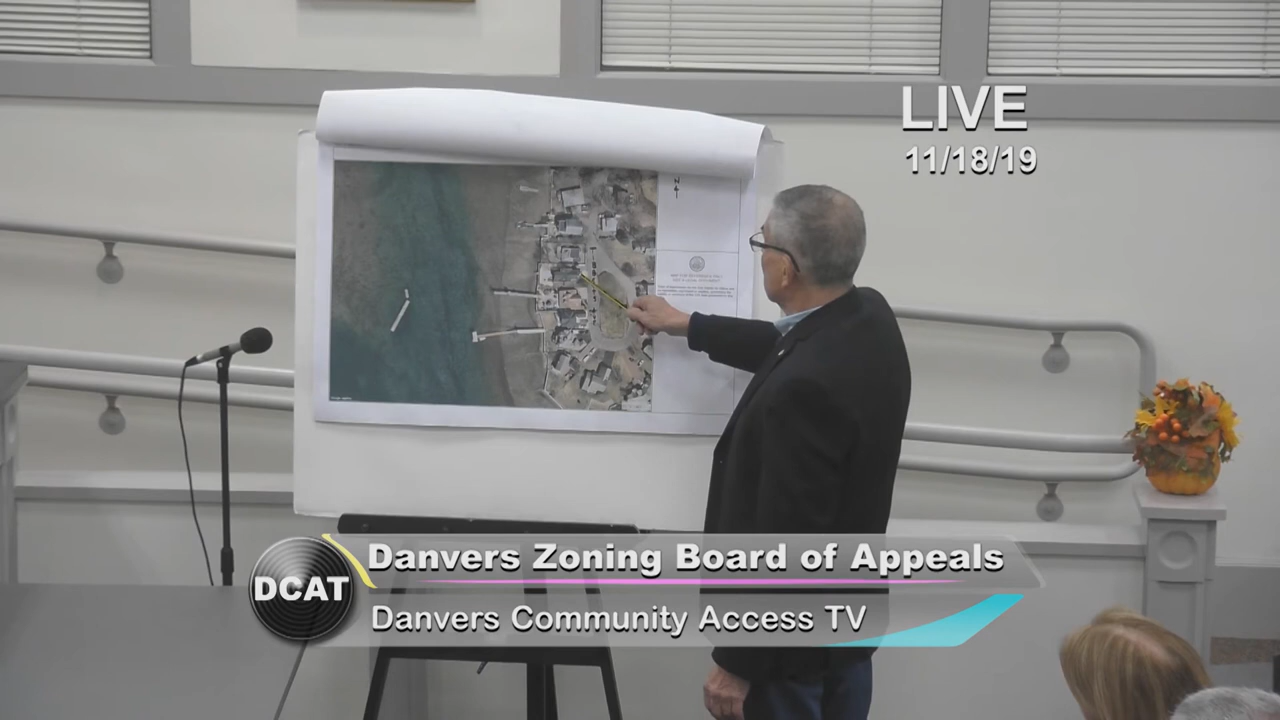 LIVE
11/18/19
N
DCAT
Danvers Zoning Board of Appeals
Danvers Community Access TV